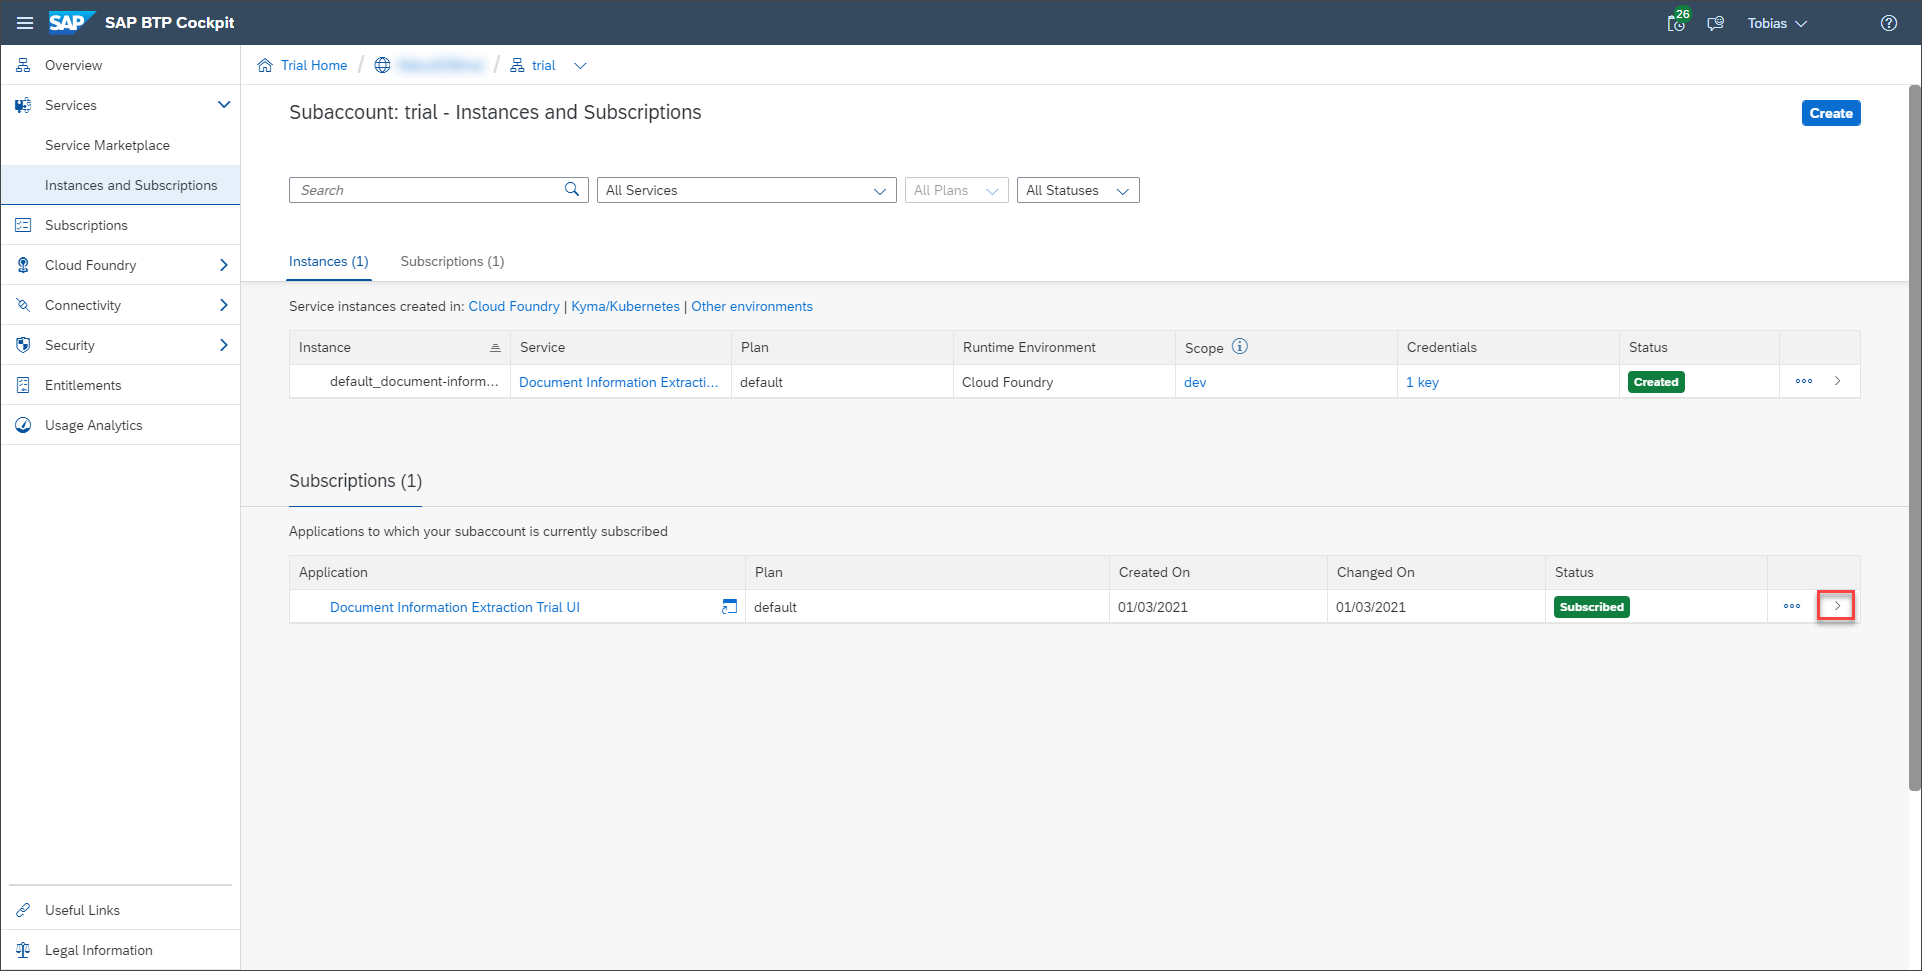 SAP SAP BTP Cockpit 26 Tobias
Overview
Trial Home / / trial
Services
Service Marketplace
Instances and Subscriptions
Subscriptions
Cloud Foundry
Connectivity
Security
Entitlements
Usage Analytics
Useful Links
Legal Information
Subaccount: trial - Instances and Subscriptions
Create
Search All Services All Plans All Statuses
Instances (1) Subscriptions (1)
Service instances created in: Cloud Foundry | Kyma/Kubernetes | Other environments
Instance Service Plan Runtime Environment Scope Credentials Status
default_document-inform... Document Information Extracti... default Cloud Foundry dev 1 key Created
Subscriptions (1)
Applications to which your subaccount is currently subscribed
Application Plan Created On Changed On Status
Document Information Extraction Trial UI default 01/03/2021 01/03/2021 Subscribed